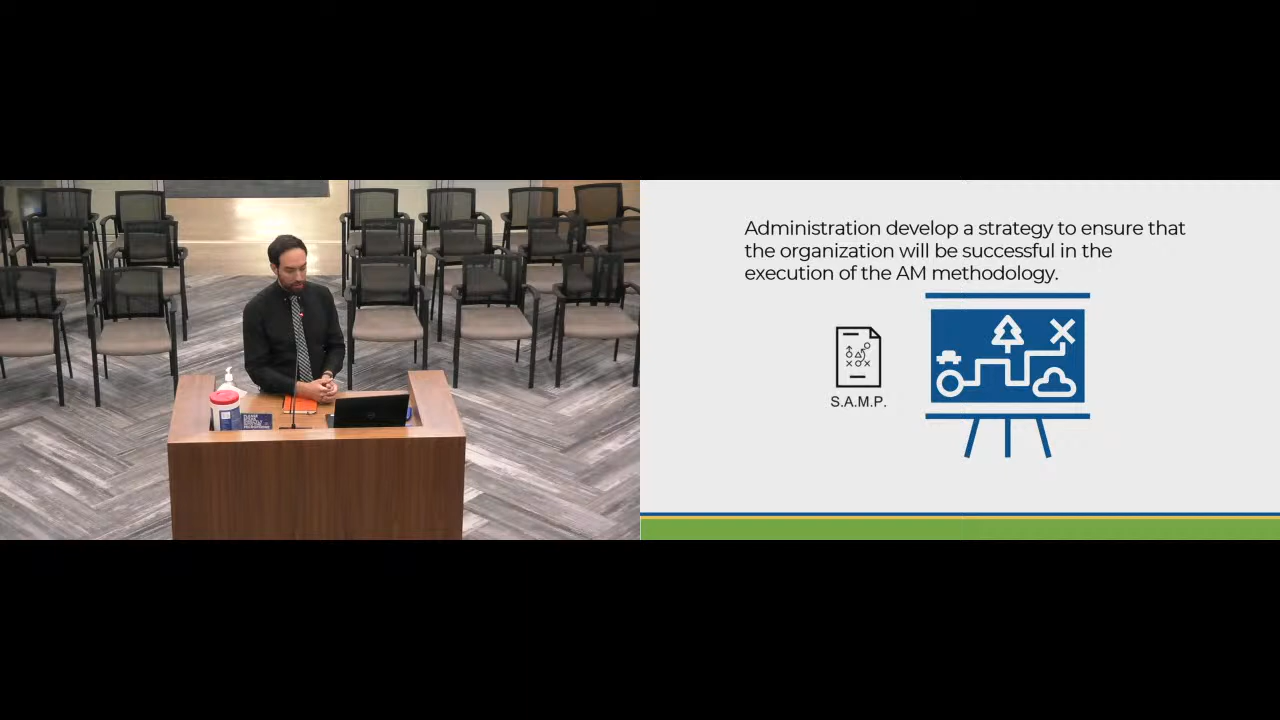 Administration develop a strategy to ensure that
the organization will be successful in the
execution of the AM methodology.
S.A.M.P.